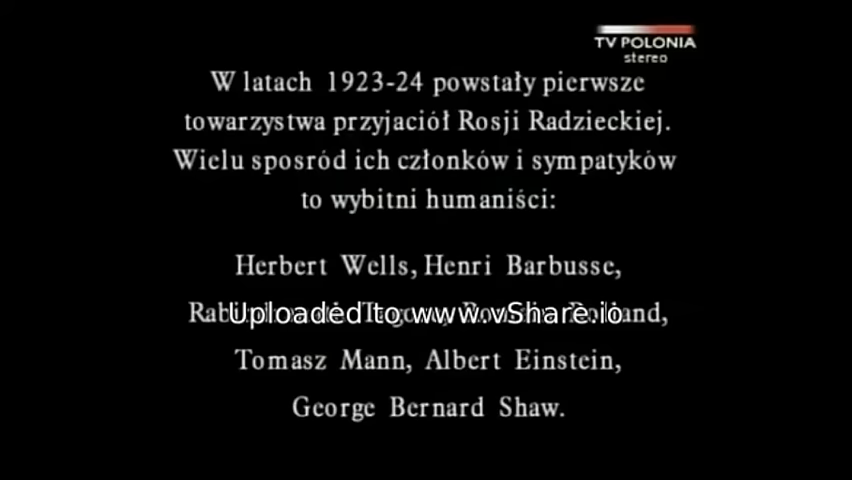 TV POLONIA
stereo
W latach 1923-24 powstały pierwsze
towarzystwa przyjaciół Rosji Radzieckiej.
Wielu spośród ich członków i sympatyków
to wybitni humaniści:
Herbert Wells, Henri Barbusse,
Uploaded to www.vShare.io
Tomasz Mann, Albert Einstein,
George Bernard Shaw.